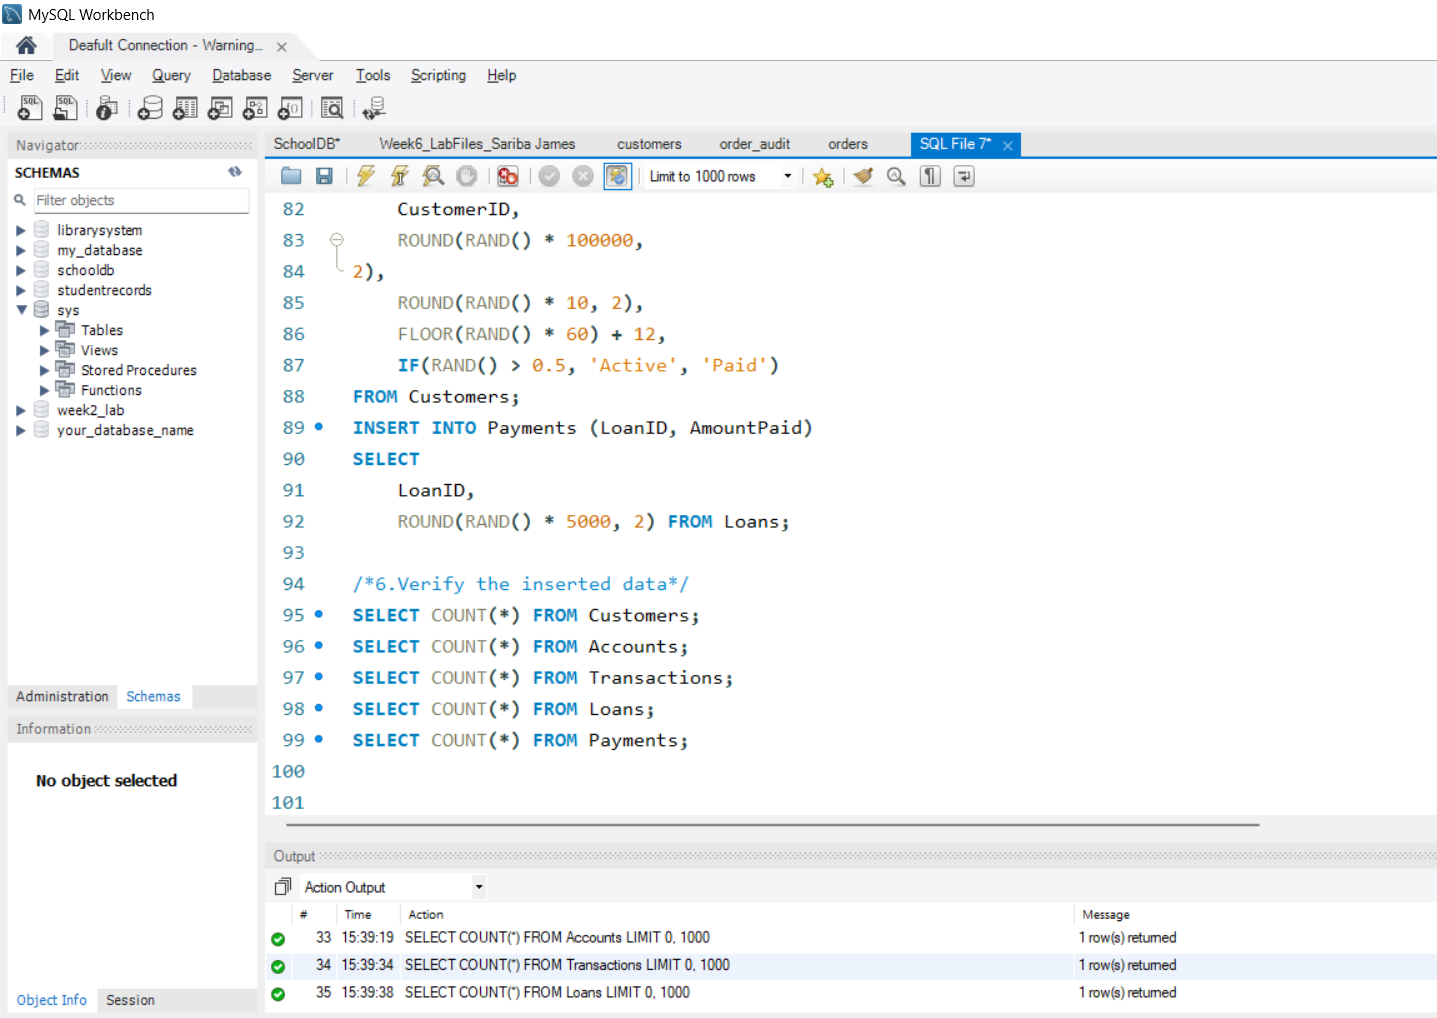 MySQL Workbench
Deafult Connection - Warning...
File Edit View Query Database Server Tools Scripting Help
Navigator
SCHEMAS
Filter objects
librarysystem
my_database
schooldb
studentrecords
sys
Tables
Views
Stored Procedures
Functions
week2_lab
your_database_name
Administration Schemas
Information
No object selected
Object Info Session
SchoolDB* Week6_LabFiles_Sariba James customers order_audit orders SQL File 7*
Limit to 1000 rows
82 CustomerID,
83 ROUND(RAND() * 100000,
84 2),
85 ROUND(RAND() * 10, 2),
86 FLOOR(RAND() * 60) + 12,
87 IF(RAND() > 0.5, 'Active', 'Paid')
88 FROM Customers;
89 INSERT INTO Payments (LoanID, AmountPaid)
90 SELECT
91 LoanID,
92 ROUND(RAND() * 5000, 2) FROM Loans;
93
94 /*6.Verify the inserted data*/
95 SELECT COUNT(*) FROM Customers;
96 SELECT COUNT(*) FROM Accounts;
97 SELECT COUNT(*) FROM Transactions;
98 SELECT COUNT(*) FROM Loans;
99 SELECT COUNT(*) FROM Payments;
100
101
Output
Action Output
# Time Action Message
33 15:39:19 SELECT COUNT(*) FROM Accounts LIMIT 0, 1000 1 row(s) returned
34 15:39:34 SELECT COUNT(*) FROM Transactions LIMIT 0, 1000 1 row(s) returned
35 15:39:38 SELECT COUNT(*) FROM Loans LIMIT 0, 1000 1 row(s) returned